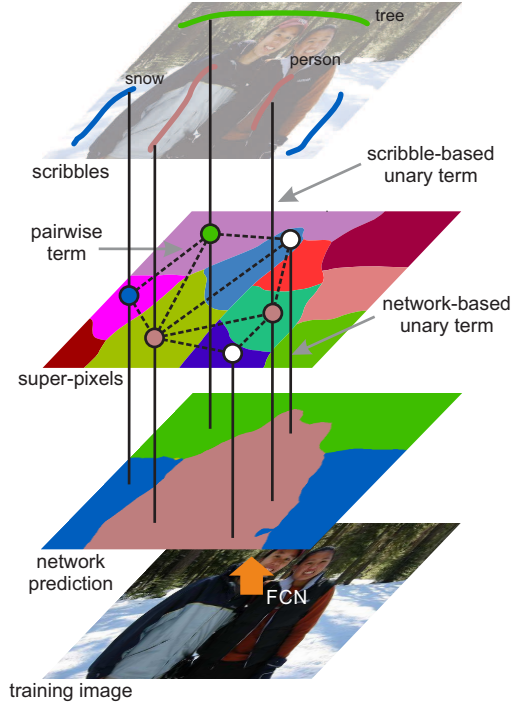 tree
snow
person
scribbles
scribble-based
unary term
pairwise
term
network-based
unary term
super-pixels
network
prediction
FCN
training image